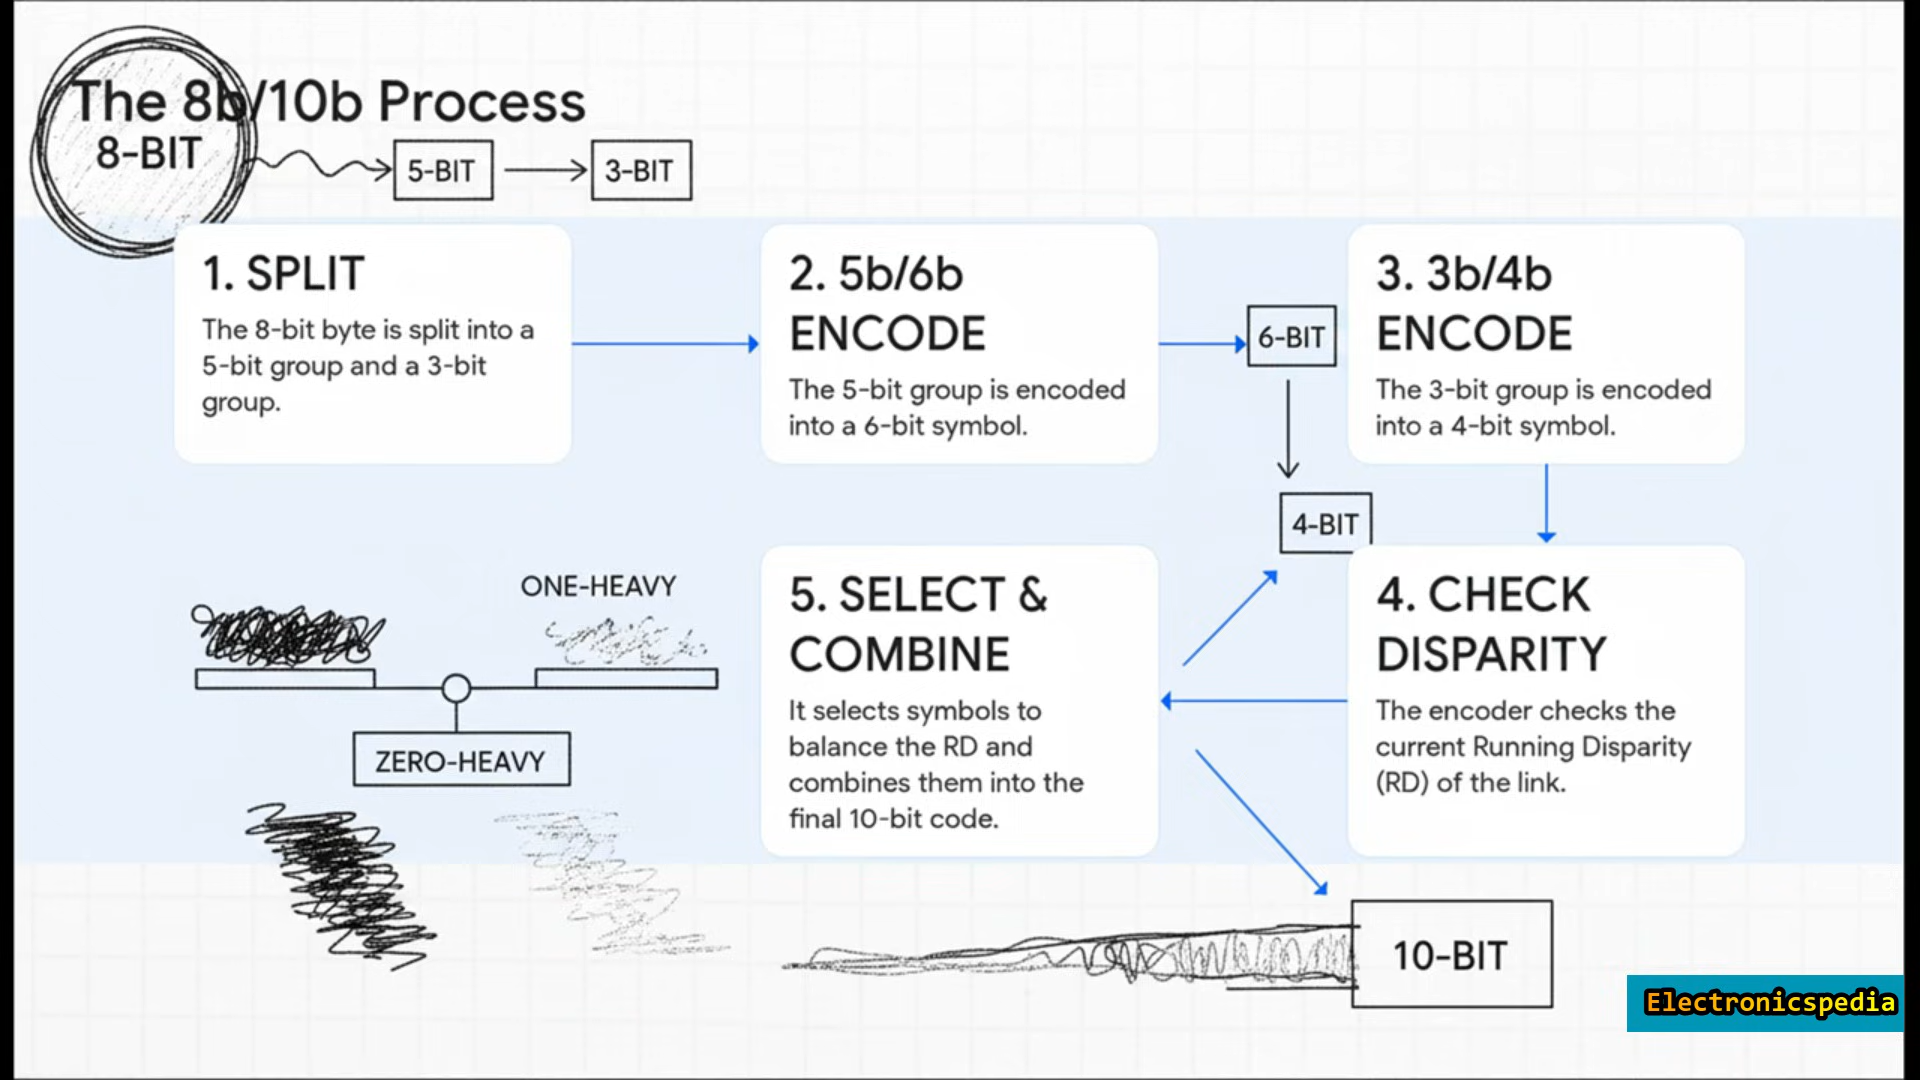 The 8b/10b Process
8-BIT
5-BIT
3-BIT
1. SPLIT
The 8-bit byte is split into a
5-bit group and a 3-bit
group.
2. 5b/6b
ENCODE
The 5-bit group is encoded
into a 6-bit symbol.
6-BIT
3. 3b/4b
ENCODE
The 3-bit group is encoded
into a 4-bit symbol.
4-BIT
ONE-HEAVY
ZERO-HEAVY
5. SELECT &
COMBINE
It selects symbols to
balance the RD and
combines them into the
final 10-bit code.
4. CHECK
DISPARITY
The encoder checks the
current Running Disparity
(RD) of the link.
10-BIT
Electronicspedia